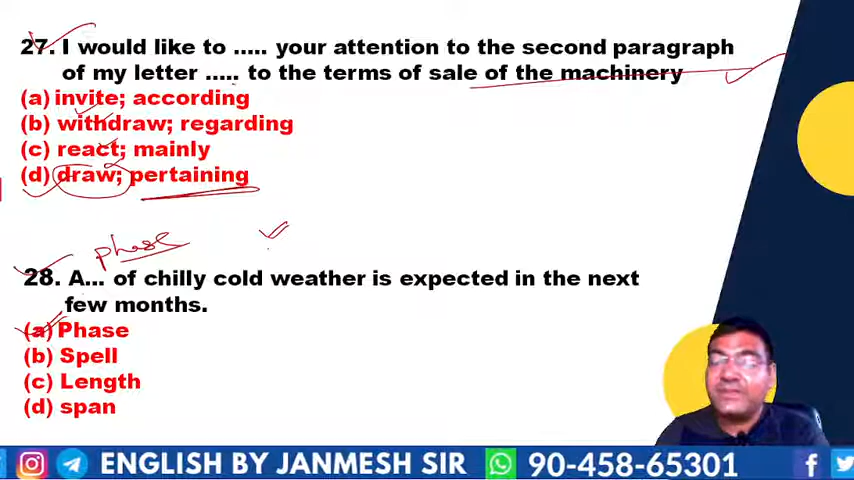 27. I would like to ..... your attention to the second paragraph
of my letter ..... to the terms of sale of the machinery
(a) invite; according
(b) withdraw; regarding
(c) react; mainly
(d) draw; pertaining
phase
28. A... of chilly cold weather is expected in the next
few months.
(a) Phase
(b) Spell
(c) Length
(d) span
ENGLISH BY JANMESH SIR 90-458-65301